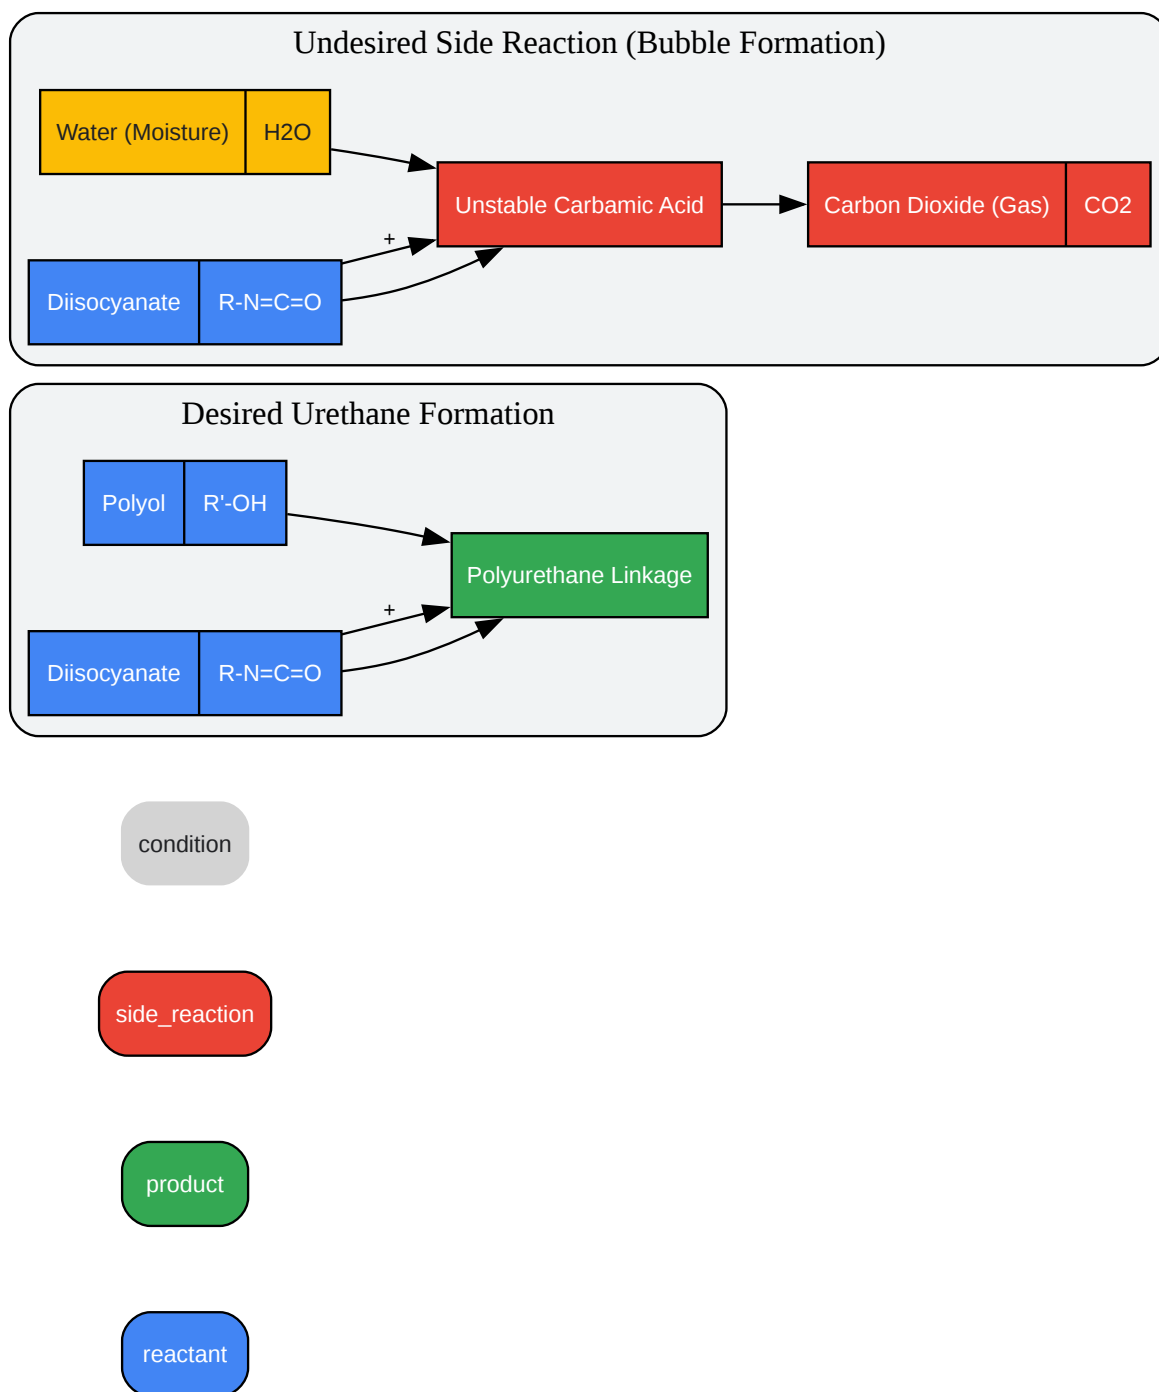 Undesired Side Reaction (Bubble Formation)
Water (Moisture) H2O
Unstable Carbamic Acid
Carbon Dioxide (Gas) CO2
+
Diisocyanate R-N=C=O
Desired Urethane Formation
Polyol R'-OH
Polyurethane Linkage
+
Diisocyanate R-N=C=O
condition
side_reaction
product
reactant